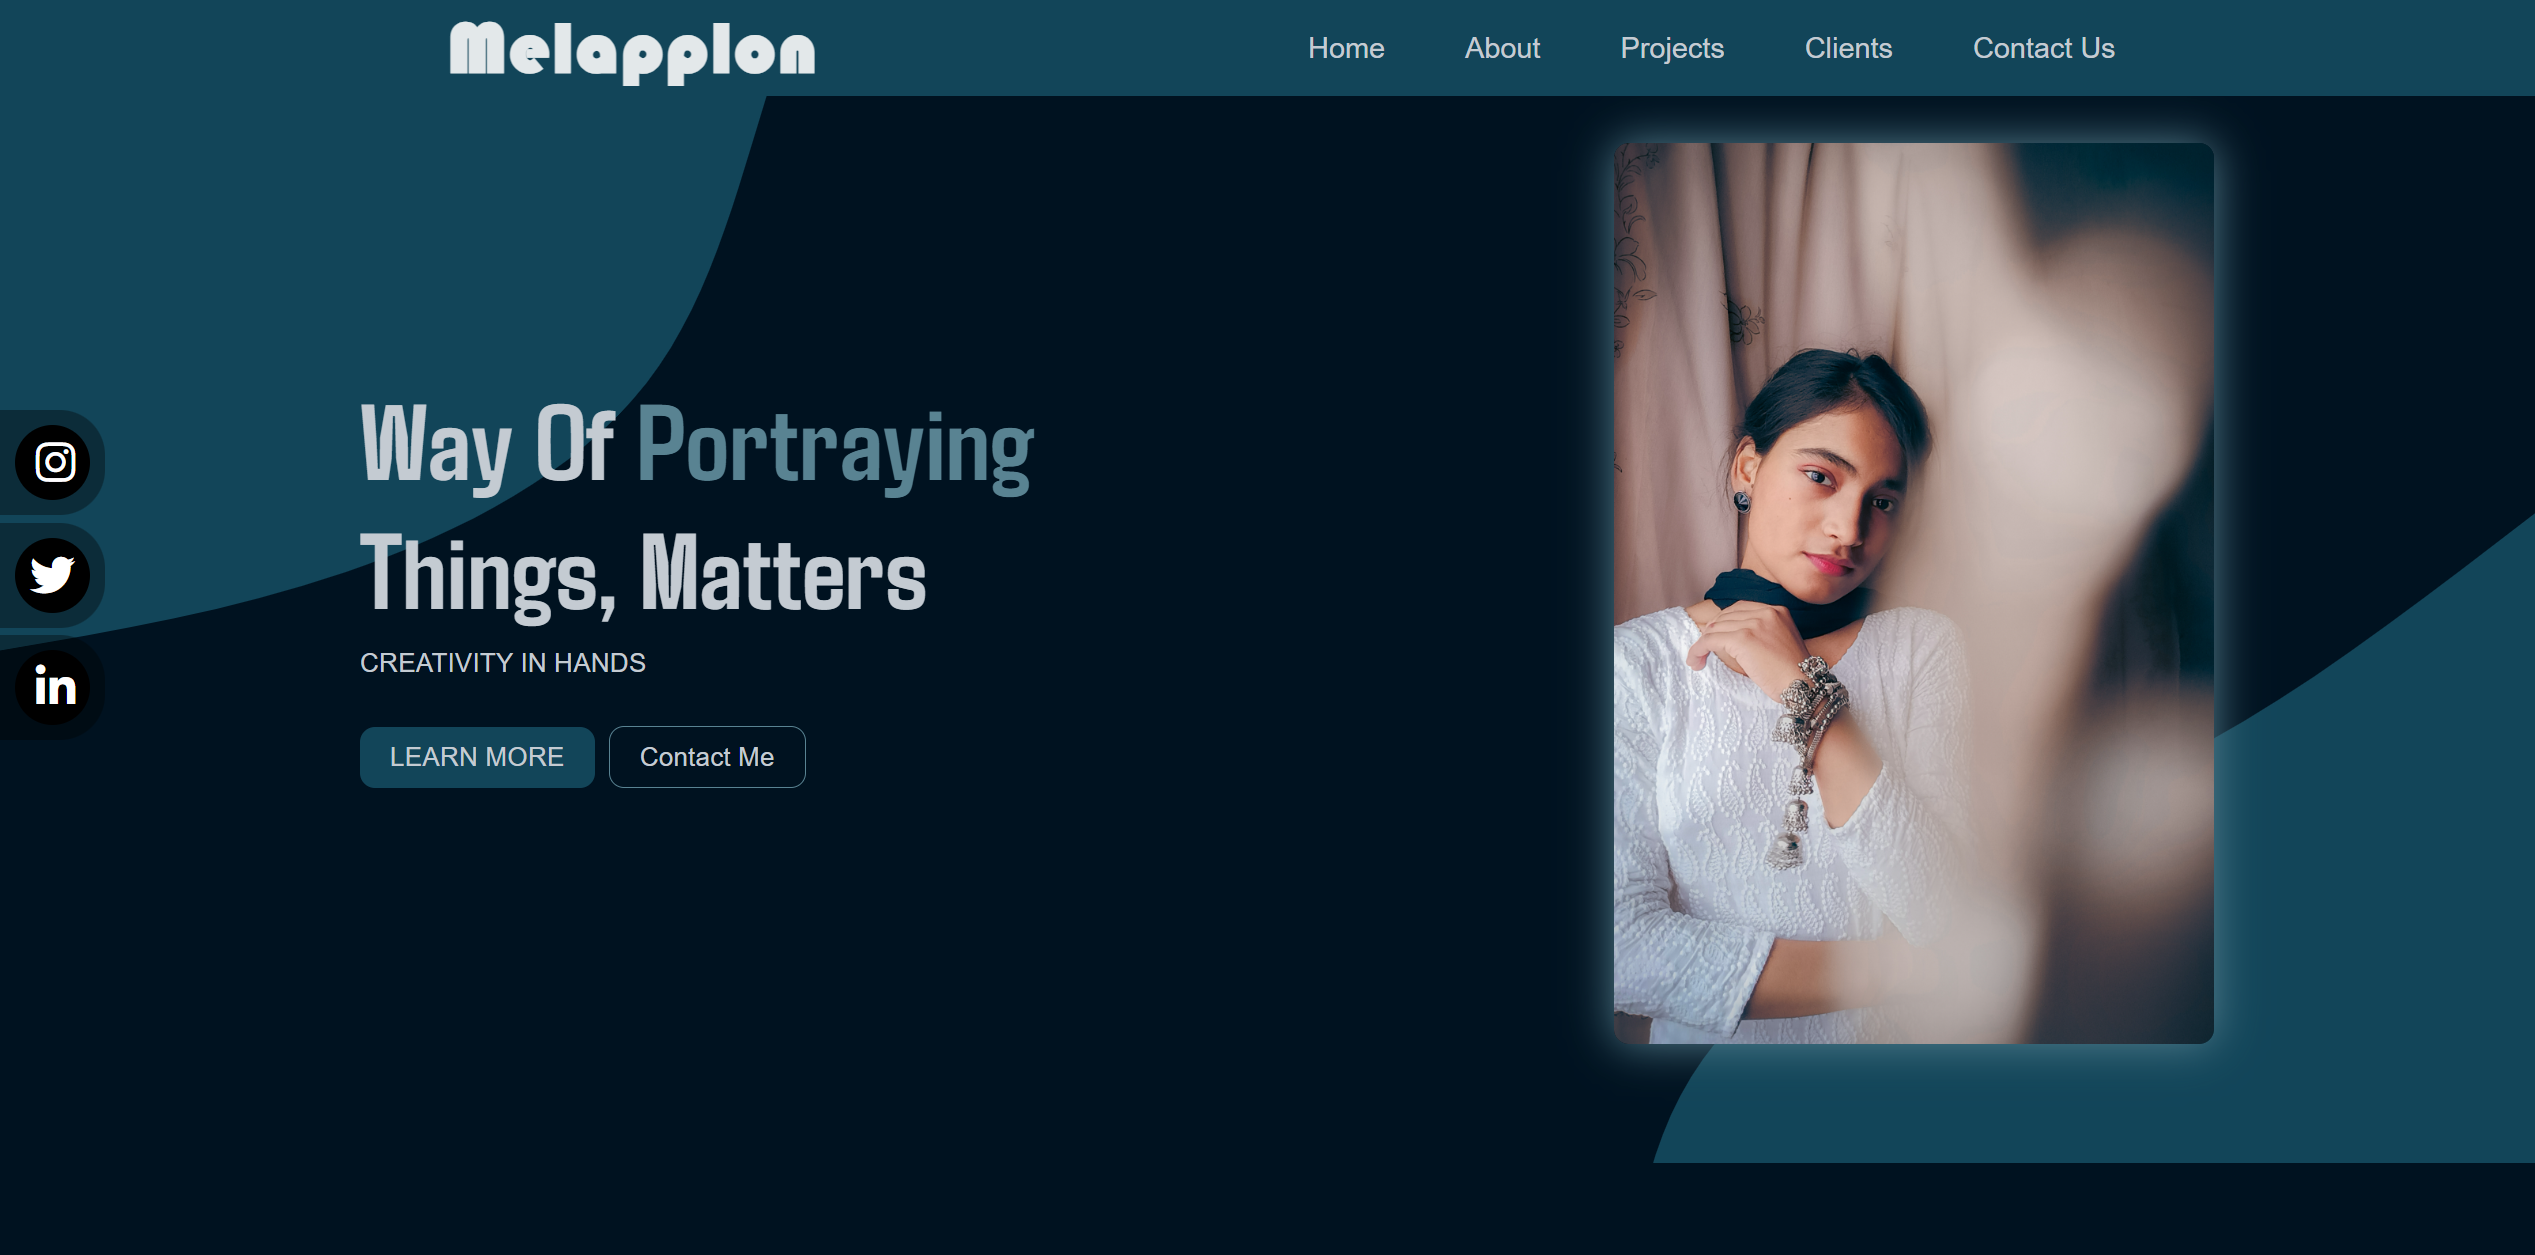 Melapplon
Home
About
Projects
Clients
Contact Us
Way Of Portraying
Things, Matters
CREATIVITY IN HANDS
LEARN MORE
Contact Me
in